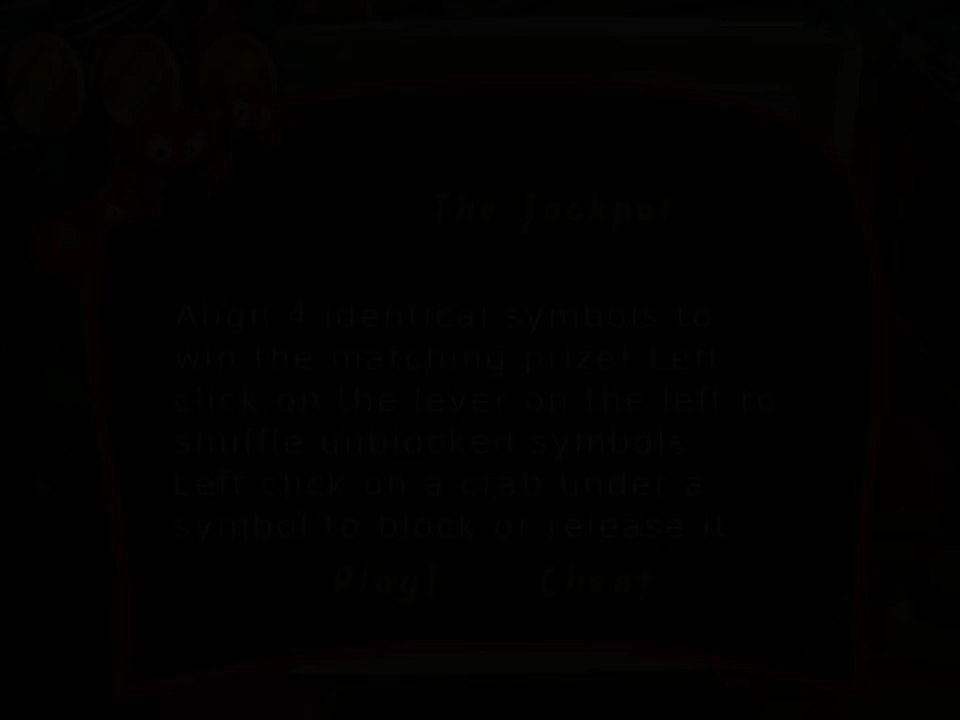 The Jackpot
Align 4 identical symbols to
win the matching prize! Left
click on the lever on the left to
shuffle unblocked symbols.
Left click on a crab under a
symbol to block or release it
Play! Cheat